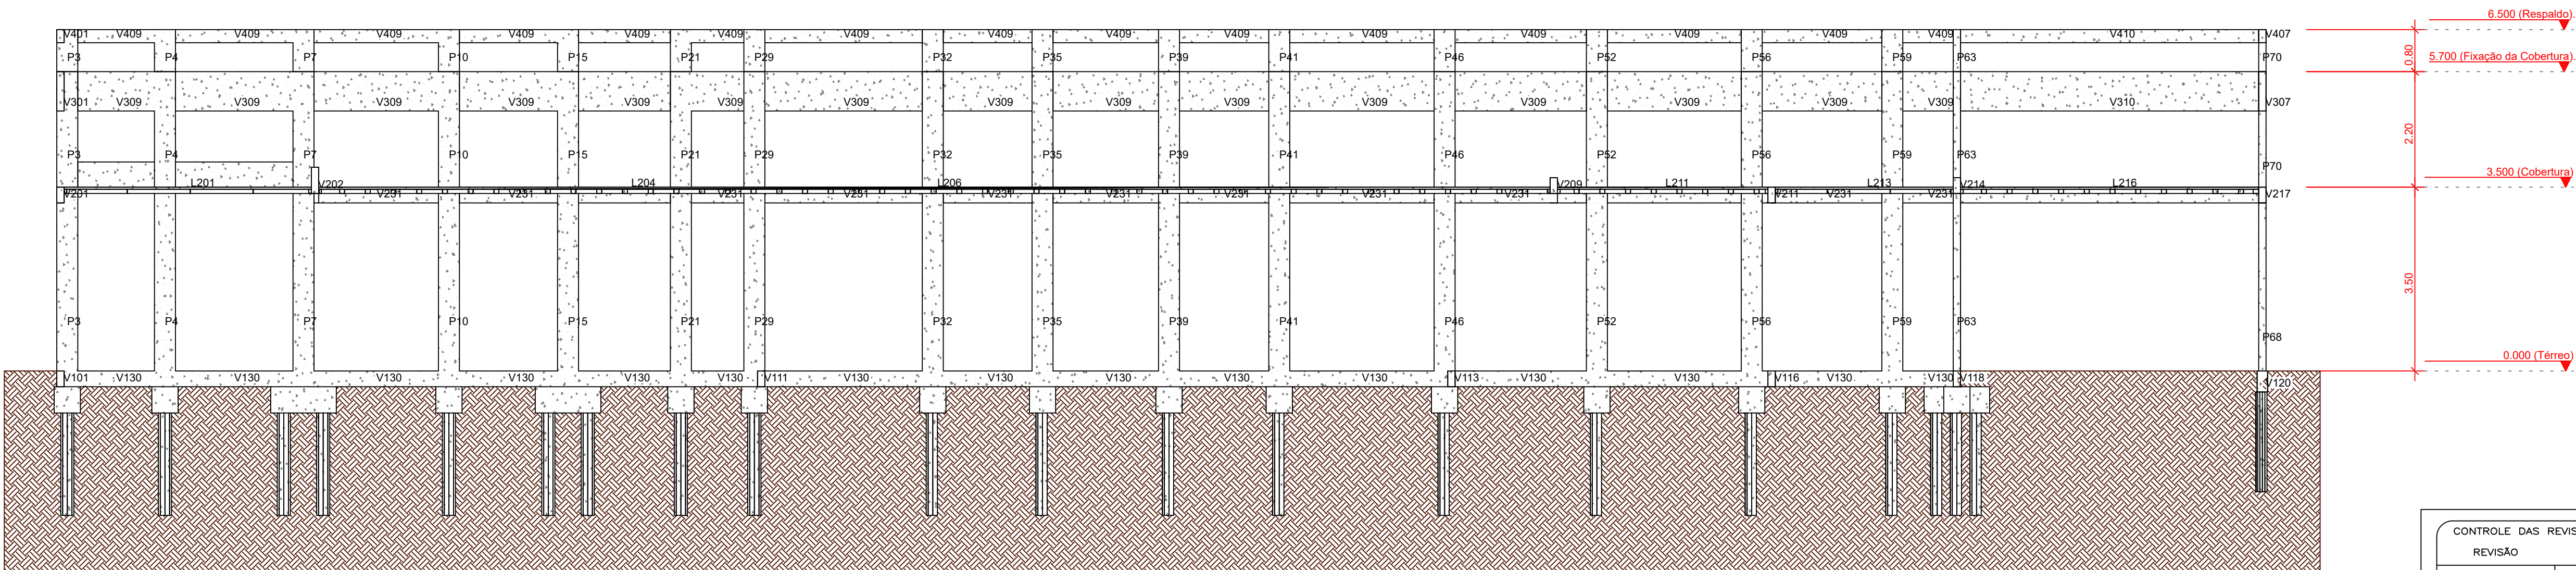 6.500 (Respaldo).
V401 V409 V409 V409 V409 V409 V409 V409 V409 V409 V409 V409 V409 V409 V409 V409 V410 V407
0.80
P3 P4 P7 P10 P15 P21 P29 P32 P35 P39 P41 P46 P52 P56 P59 P63 P70
5.700 (Fixação da Cobertura).
V301 V309 V309 V309 V309 V309 V309 V309 V309 V309 V309 V309 V309 V309 V309 V309 V310 V307
2.20
P3 P4 P7 P10 P15 P21 P29 P32 P35 P39 P41 P46 P52 P56 P59 P63 P70
3.500 (Cobertura)
L201 V202 L204 L206 V209 L211 L213 V214 L216
V201 V231 V231 V231 V231 V231 V231 V231 V231 V231 V231 V211 V231 V231 V217
3.50
P3 P4 P7 P10 P15 P21 P29 P32 P35 P39 P41 P46 P52 P56 P59 P63 P68
0.000 (Térreo)
V101 V130 V130 V130 V130 V130 V130 V111 V130 V130 V130 V130 V130 V113 V130 V130 V116 V130 V130 V118 V120
CONTROLE DAS REVIS
REVISÃO